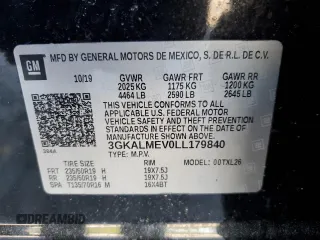 GM
MFD BY GENERAL MOTORS DE MEXICO, S. DE R.L. DE C.V.
10/19 GVWR GAWR FRT GAWR RR
2025 KG 1175 KG 1200 KG
4464 LB 2590 LB 2645 LB
THIS VEHICLE CONFORMS TO ALL
APPLICABLE U.S. FEDERAL MOTOR
VEHICLE SAFETY, BUMPER, AND THEFT
PREVENTION STANDARDS IN EFFECT ON
THE DATE OF MANUFACTURE SHOWN ABOVE.
3GKALMEV0LL179840
TYPE: M.P.V. MODEL: 00TXL26
TIRE SIZE RIM
FRT 235/50R19 H 19X7.5J
RR 235/50R19 H 19X7.5J
SPA T135/70R16 M 16X4BT